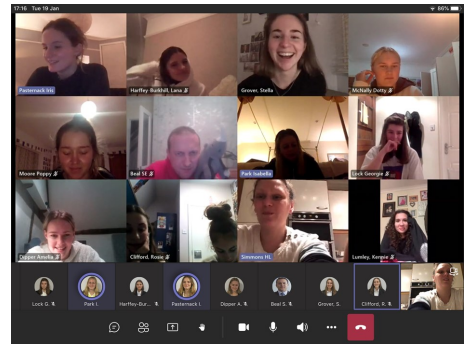 17:16 Tue 19 Jan
86%
Pasternack Iris
Harffey-Burkhill, Lana
Grover, Stella
McNally Dotty
Moore Poppy
Beal SE
Park Isabella
Lock Georgie
Dipper Amelia
Clifford, Rosie
Simmons HL
Lumley, Kennie
Lock G.
Park I.
Harffey-Bur...
Pasternack I.
Dipper A.
Beal S.
Grover, S.
Clifford, R.